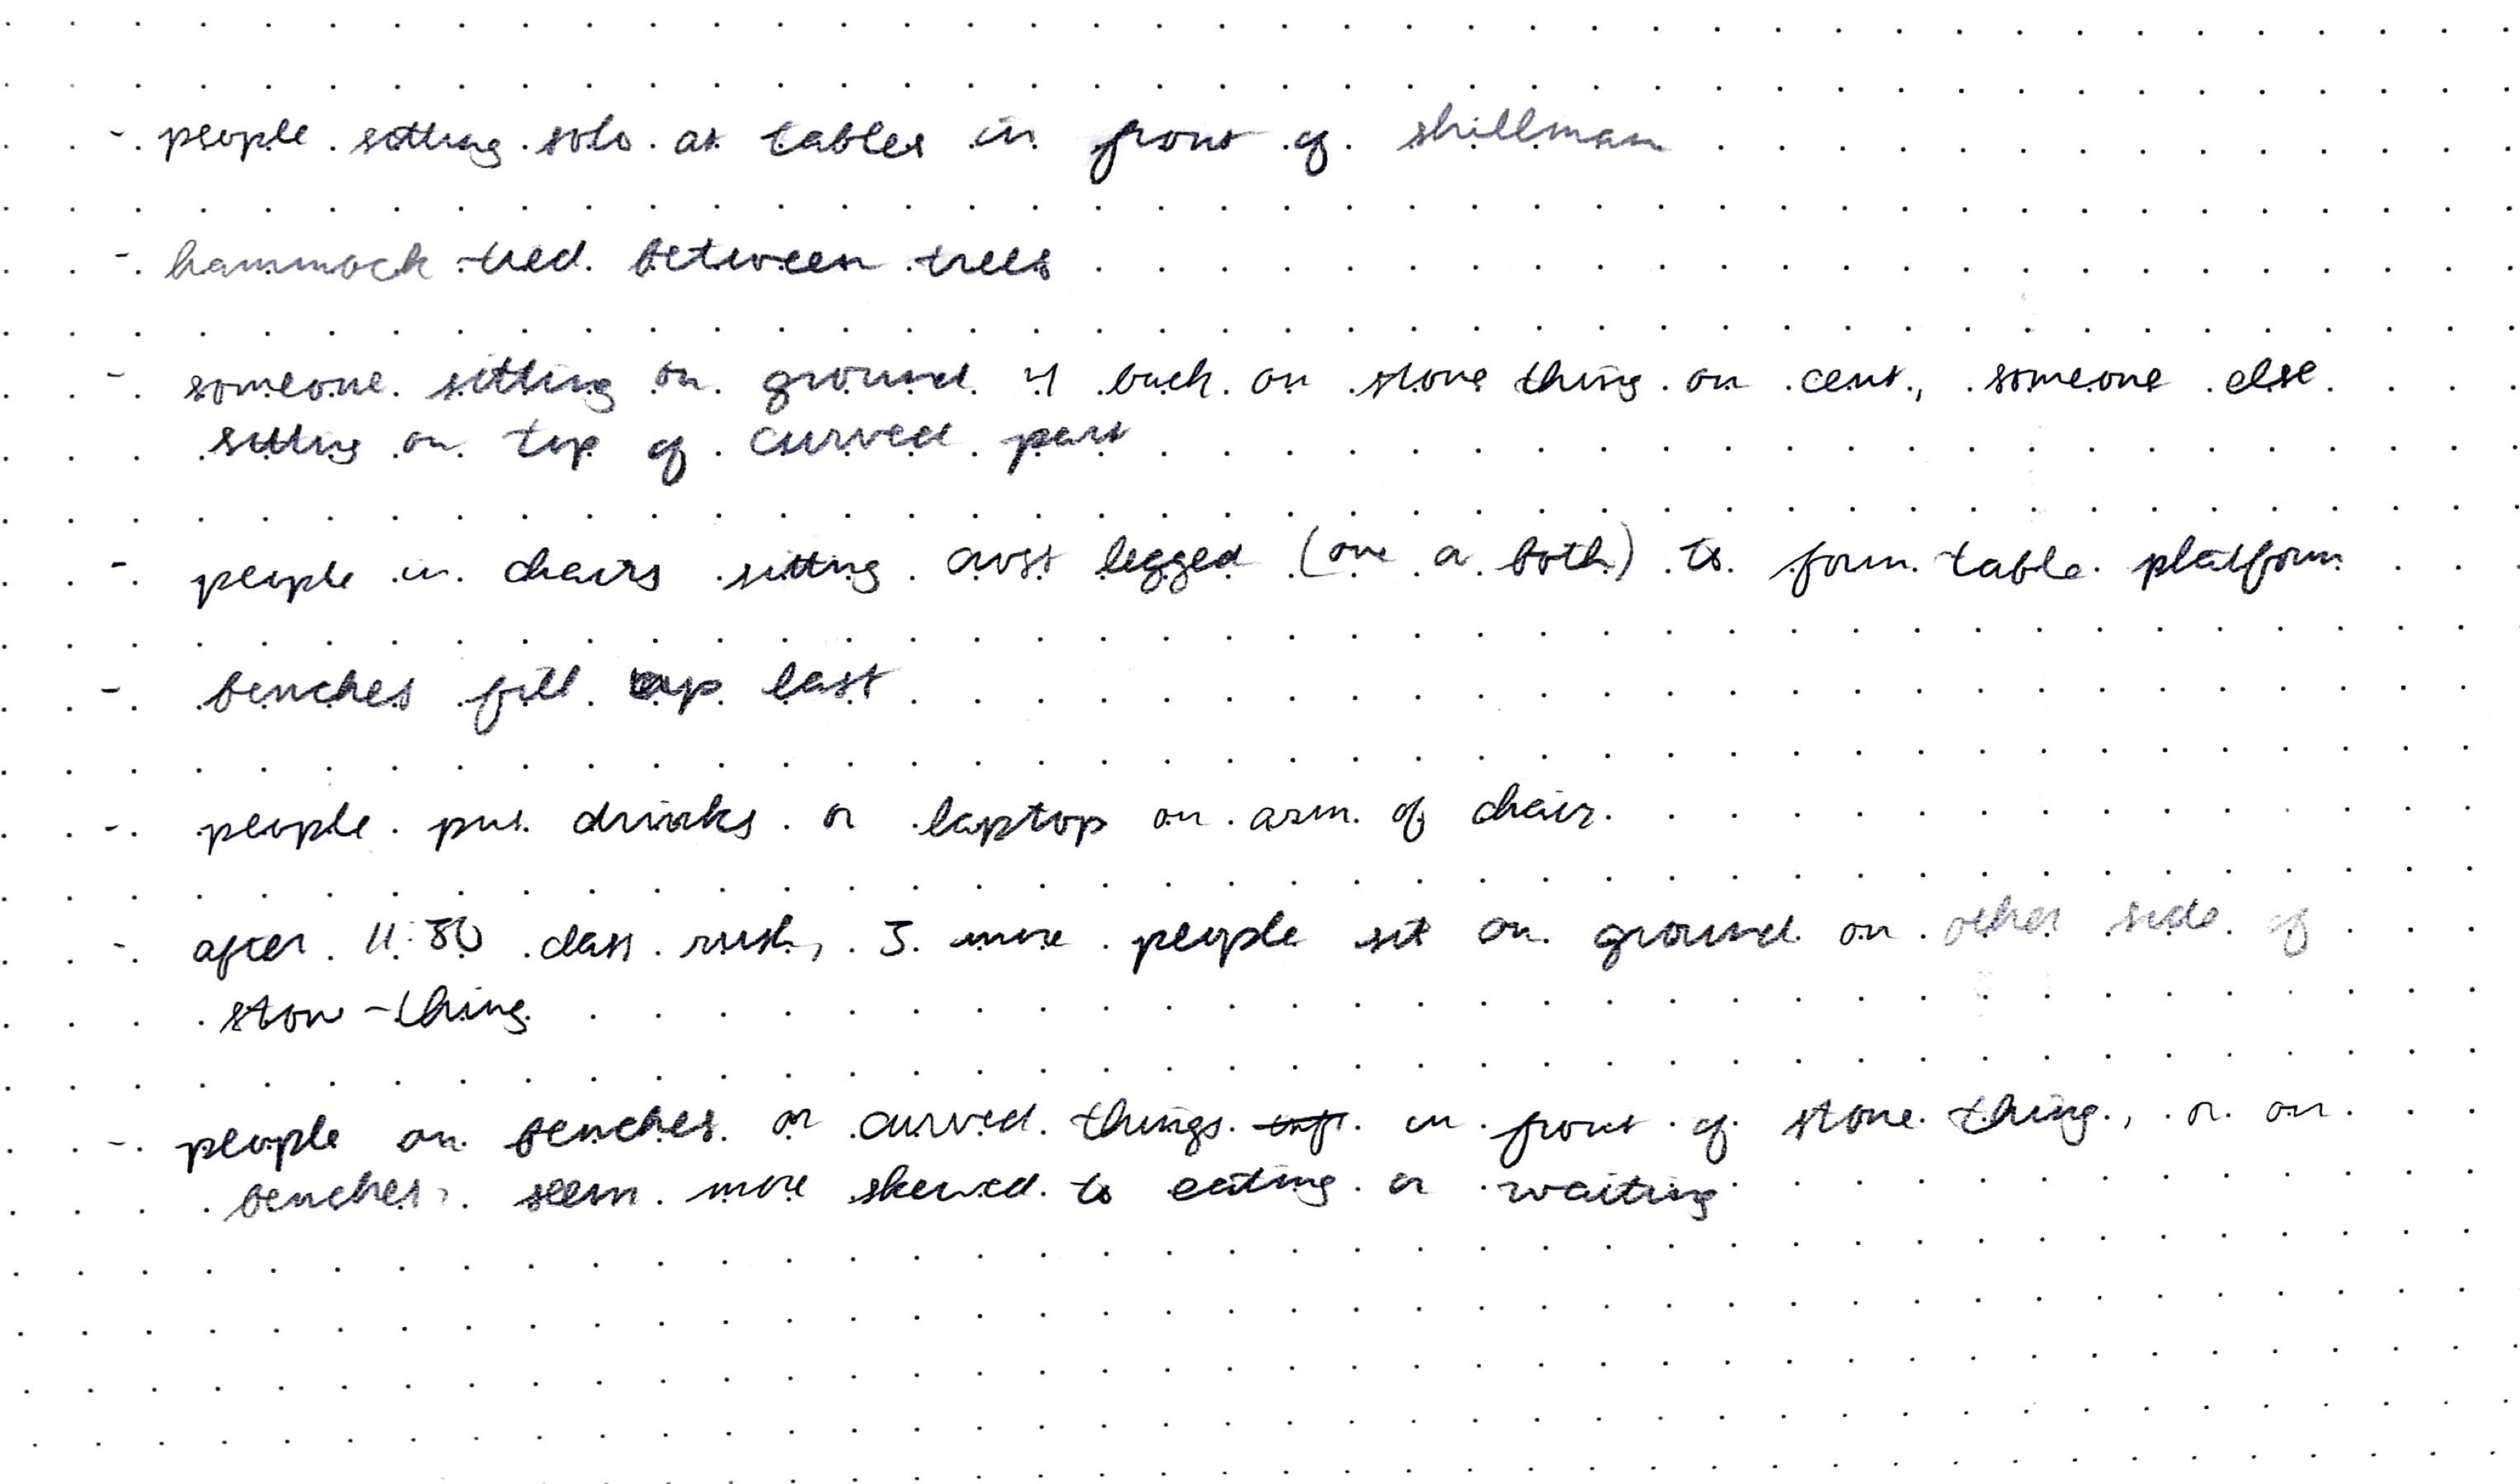 - people sitting solo at tables in front of shillman
- hammock tied between trees
- someone sitting on ground w/ back on stone thing on cent, someone else
sitting on top of curved part
- people in chairs sitting cross legged (one or both) to form table platform
- benches fill up last
- people put drinks or laptop on arm of chair
- after 11:30 class rush, 3 more people sit on ground on other side of
stone thing
- people on benches or curved things in front of stone thing, or on
benches, seem more skewed to eating or waiting